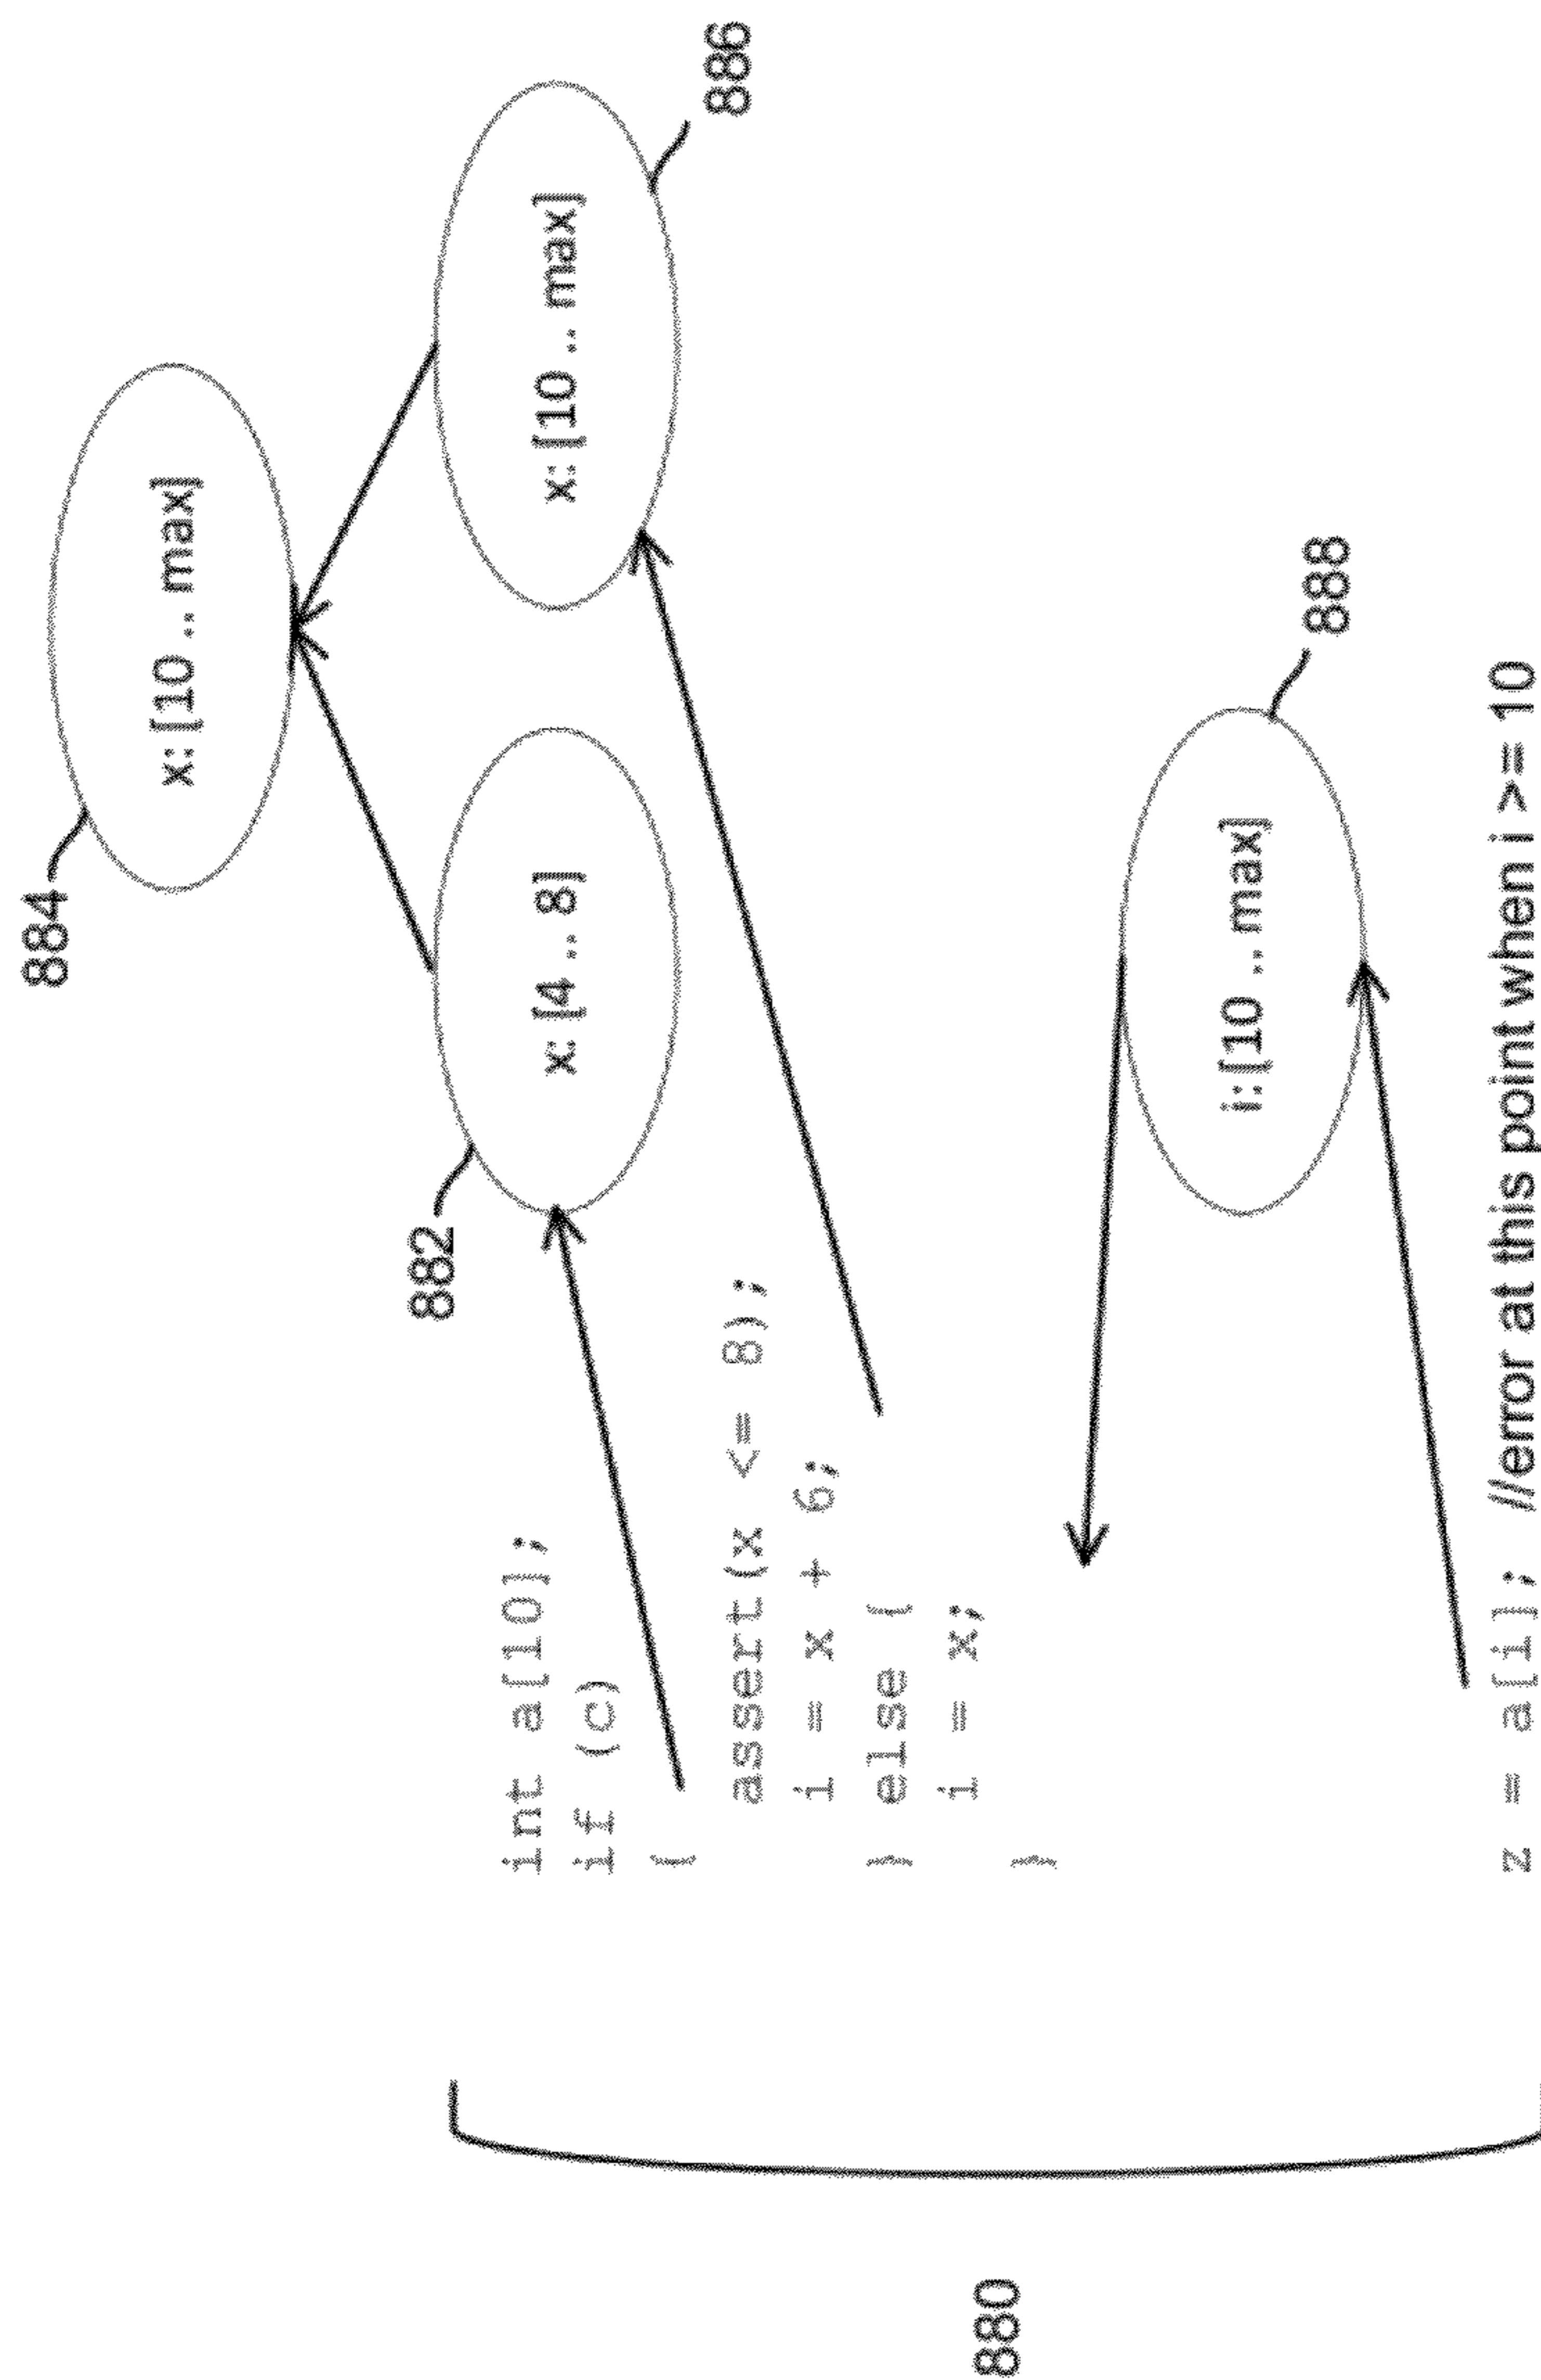 884
x: [10 .. max]
882
x: [4 .. 8]
x: [10 .. max]
886
int a[10];
if (c)
{
assert(x <= 8);
i = x + 6;
} else {
i = x;
}
i: [10 .. max]
888
z = a[i]; //error at this point when i >= 10
880